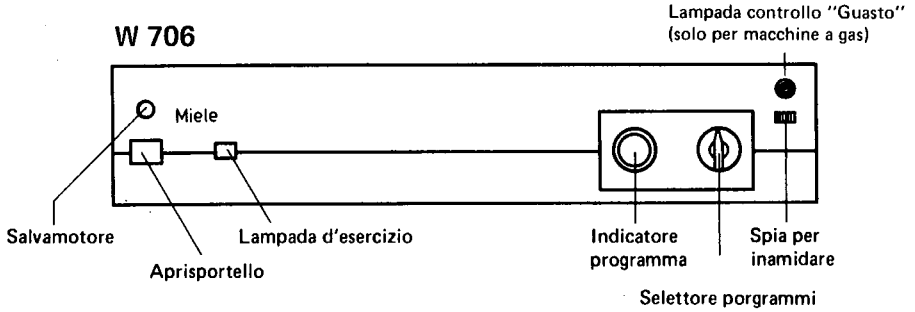 Lampada controllo "Guasto"
(solo per macchine a gas)
W 706
Miele
Salvamotore
Aprisportello
Lampada d'esercizio
Indicatore
programma
Selettore porgrammi
Spia per
inamidare